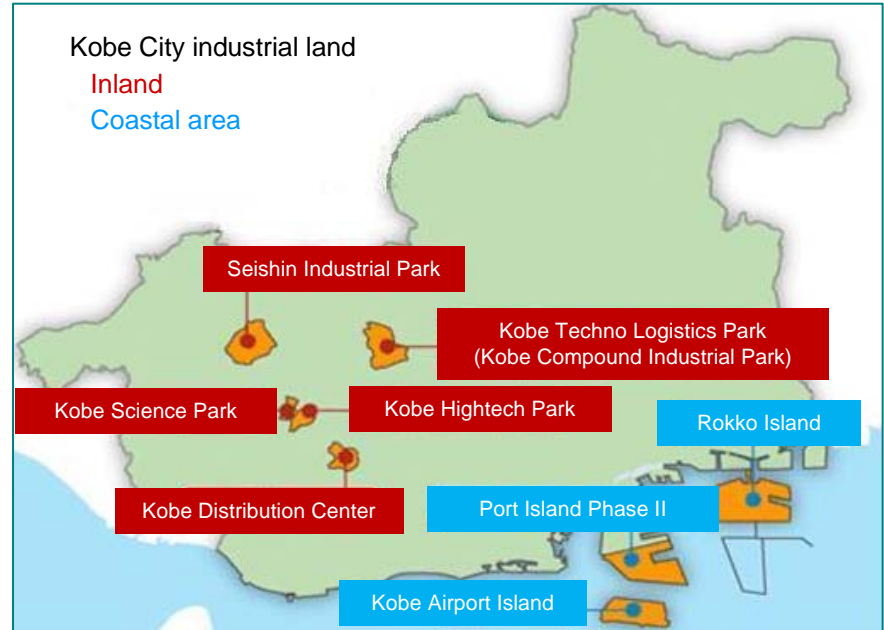 Kobe City industrial land
Inland
Coastal area
Seishin Industrial Park
Kobe Techno Logistics Park
(Kobe Compound Industrial Park)
Kobe Science Park
Kobe Hightech Park
Rokko Island
Kobe Distribution Center
Port Island Phase II
Kobe Airport Island